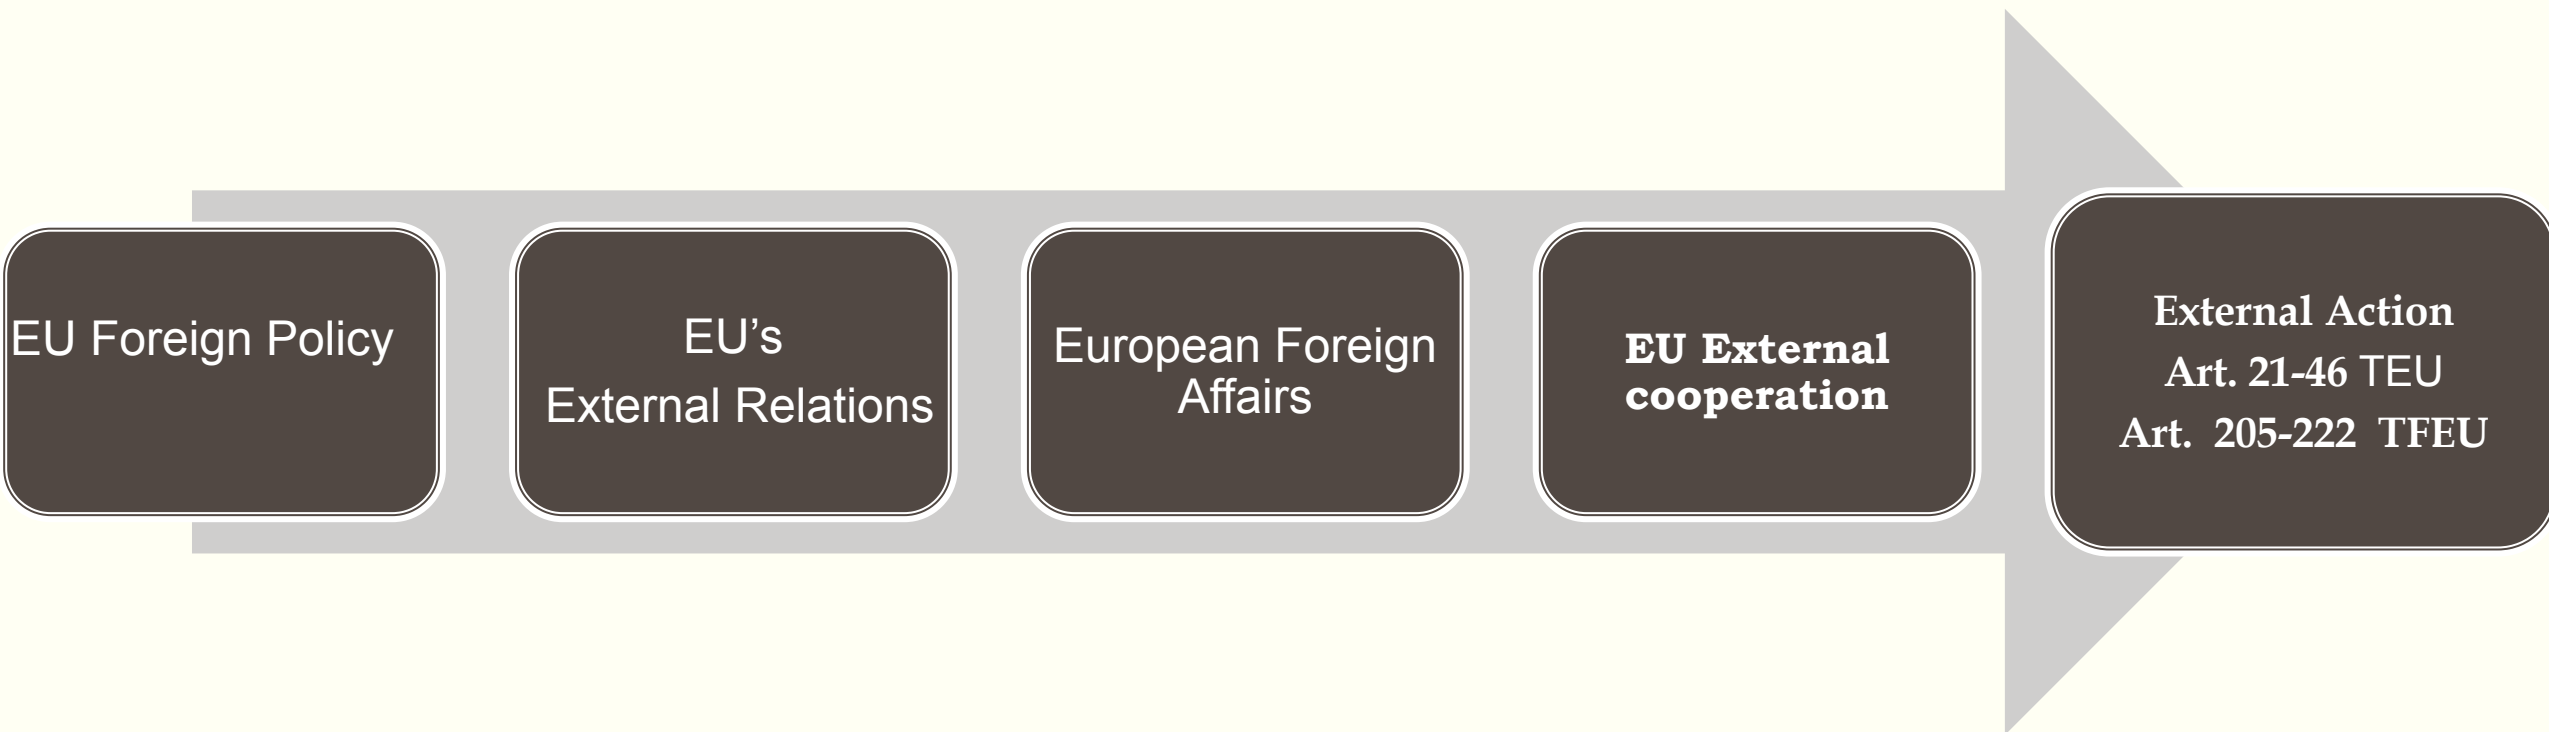 EU Foreign Policy
EU’s
External Relations
European Foreign
Affairs
EU External
cooperation
External Action
Art. 21-46 TEU
Art. 205-222 TFEU